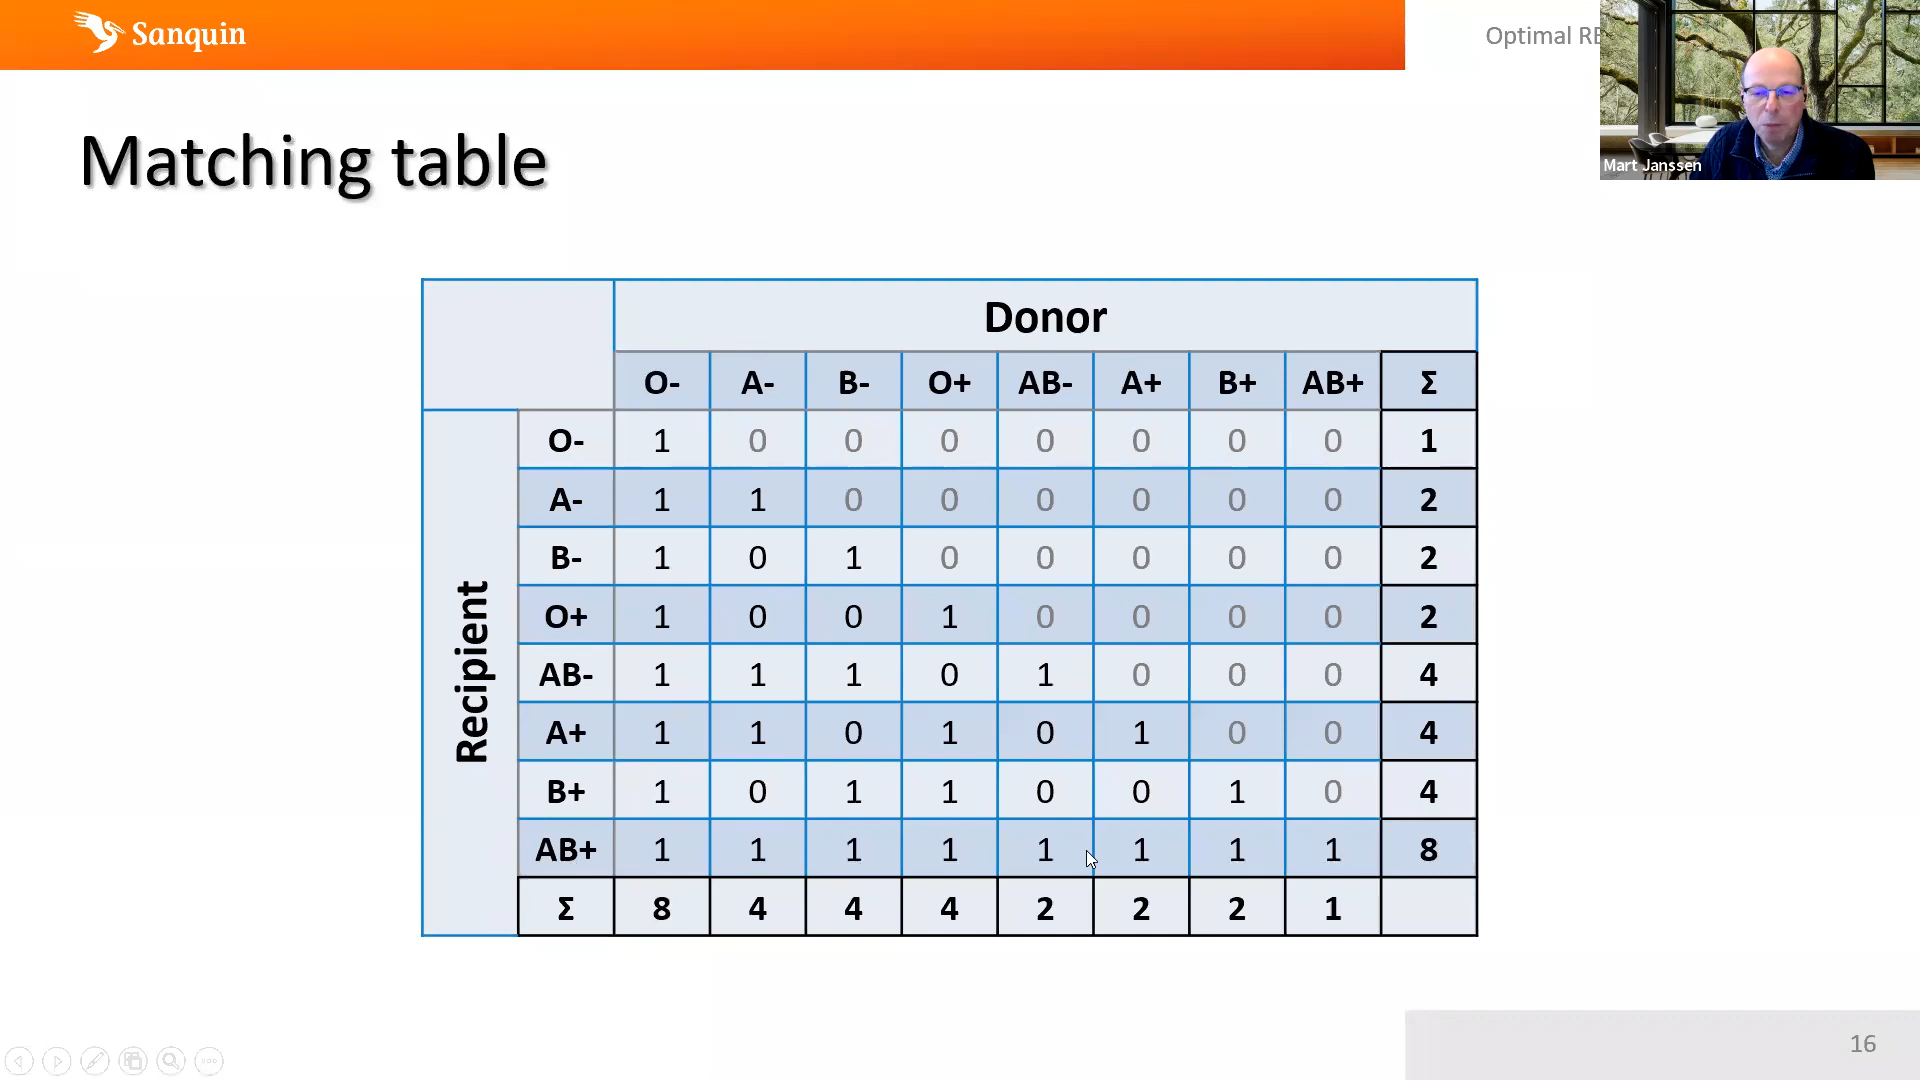 Sanquin
Optimal RE
Mart Janssen
Matching table
Donor
O- A- B- O+ AB- A+ B+ AB+ Σ
Recipient
O- 1 0 0 0 0 0 0 0 1
A- 1 1 0 0 0 0 0 0 2
B- 1 0 1 0 0 0 0 0 2
O+ 1 0 0 1 0 0 0 0 2
AB- 1 1 1 0 1 0 0 0 4
A+ 1 1 0 1 0 1 0 0 4
B+ 1 0 1 1 0 0 1 0 4
AB+ 1 1 1 1 1 1 1 1 8
Σ 8 4 4 4 2 2 2 1
16